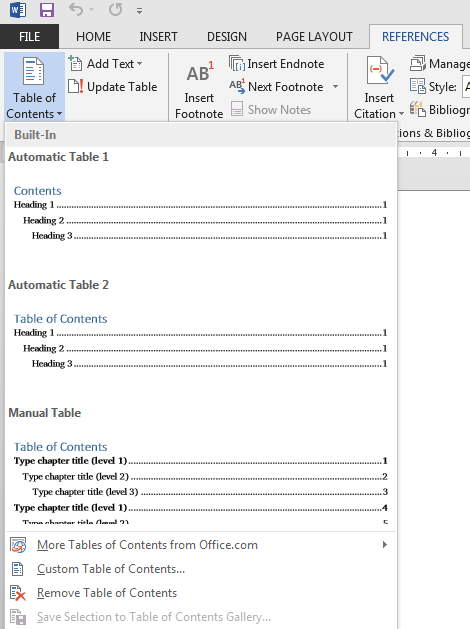 FILE HOME INSERT DESIGN PAGE LAYOUT REFERENCES
Table of Contents
Add Text
Update Table
AB1
Insert Footnote
Insert Endnote
AB Next Footnote
Show Notes
Insert Citation
Manage
Style:
Bibliogr
ions & Bibliog
4
Built-In
Automatic Table 1
Contents
Heading 1 ........ 1
Heading 2 ........ 1
Heading 3 ........ 1
Automatic Table 2
Table of Contents
Heading 1 ........ 1
Heading 2 ........ 1
Heading 3 ........ 1
Manual Table
Table of Contents
Type chapter title (level 1) ........ 1
Type chapter title (level 2) ........ 2
Type chapter title (level 3) ........ 3
Type chapter title (level 1) ........ 4
Type chapter title (level 2) ........ 5
More Tables of Contents from Office.com
Custom Table of Contents...
Remove Table of Contents
Save Selection to Table of Contents Gallery...